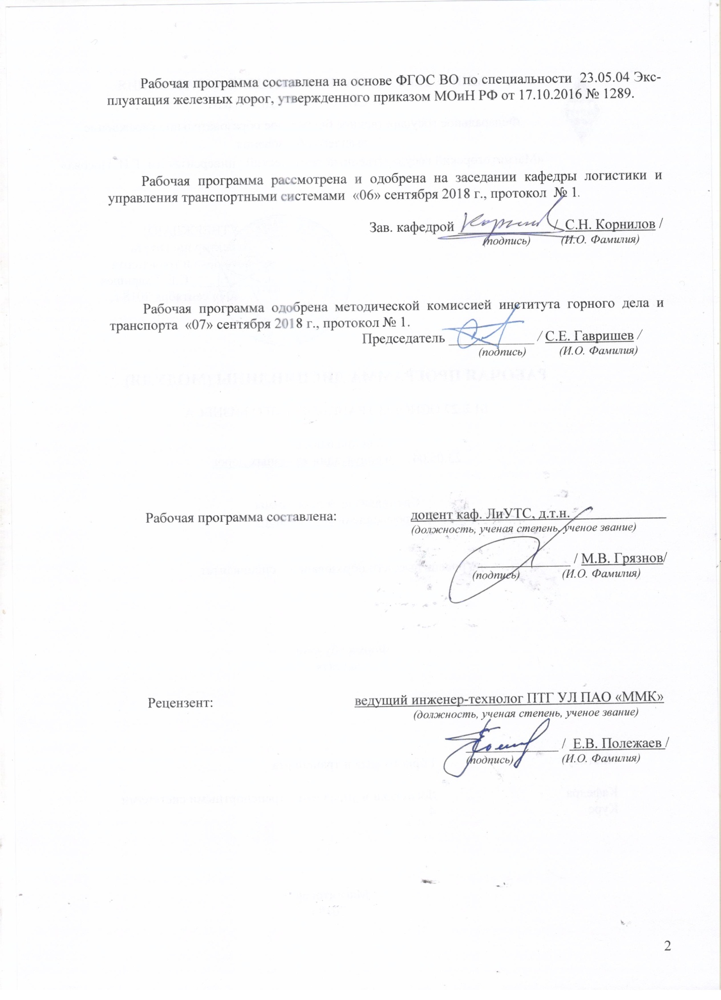 Рабочая программа составлена на основе ФГОС ВО по специальности 23.05.04 Экс-
плуатация железных дорог, утвержденного приказом МОиН РФ от 17.10.2016 № 1289.
Рабочая программа рассмотрена и одобрена на заседании кафедры логистики и
управления транспортными системами «06» сентября 2018 г., протокол № 1.
Зав. кафедрой ______________/ С.Н. Корнилов /
(подпись) (И.О. Фамилия)
Рабочая программа одобрена методической комиссией института горного дела и
транспорта «07» сентября 2018 г., протокол № 1.
Председатель ____________ / С.Е. Гавришев /
(подпись) (И.О. Фамилия)
Рабочая программа составлена: доцент каф. ЛиУТС, д.т.н.
(должность, ученая степень, ученое звание)
_____________ / М.В. Грязнов/
(подпись) (И.О. Фамилия)
Рецензент: ведущий инженер-технолог ПТГ УЛ ПАО «ММК»
(должность, ученая степень, ученое звание)
_____________ / Е.В. Полежаев /
(подпись) (И.О. Фамилия)
2